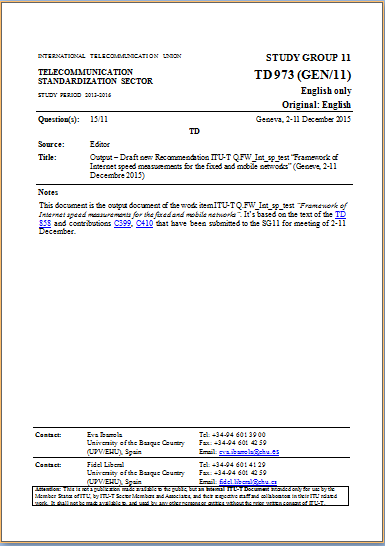 INTERNATIONAL TELECOMMUNICATION UNION
STUDY GROUP 11
TELECOMMUNICATION
STANDARDIZATION SECTOR
TD 973 (GEN/11)
STUDY PERIOD 2013-2016
English only
Original: English
Question(s): 15/11 Geneva, 2-11 December 2015
TD
Source: Editor
Title: Output – Draft new Recommendation ITU-T Q.FW_Int_sp_test "Framework of
Internet speed measurements for the fixed and mobile networks" (Geneva, 2-11
Decembre 2015)
Notes
This document is the output document of the work item ITU-T Q.FW_Int_sp_test "Framework of
Internet speed measurements for the fixed and mobile networks". It's based on the text of the TD
858 and contributions C399, C410 that have been submitted to the SG11 for meeting of 2-11
December.
Contact: Eva Ibarrola Tel: +34-94 601 39 00
University of the Basque Country Fax: +34-94 601 42 59
(UPV/EHU), Spain Email: eva.ibarrola@ehu.es
Contact: Fidel Liberal Tel: +34-94 601 41 29
University of the Basque Country Fax: +34-94 601 42 59
(UPV/EHU), Spain Email: fidel.liberal@ehu.es
Attention: This is not a publication made available to the public, but an internal ITU-T Document intended only for use by the
Member States of ITU, by ITU-T Sector Members and Associates, and their respective staff and collaborators in their ITU related
work. It shall not be made available to, and used by, any other persons or entities without the prior written consent of ITU-T.